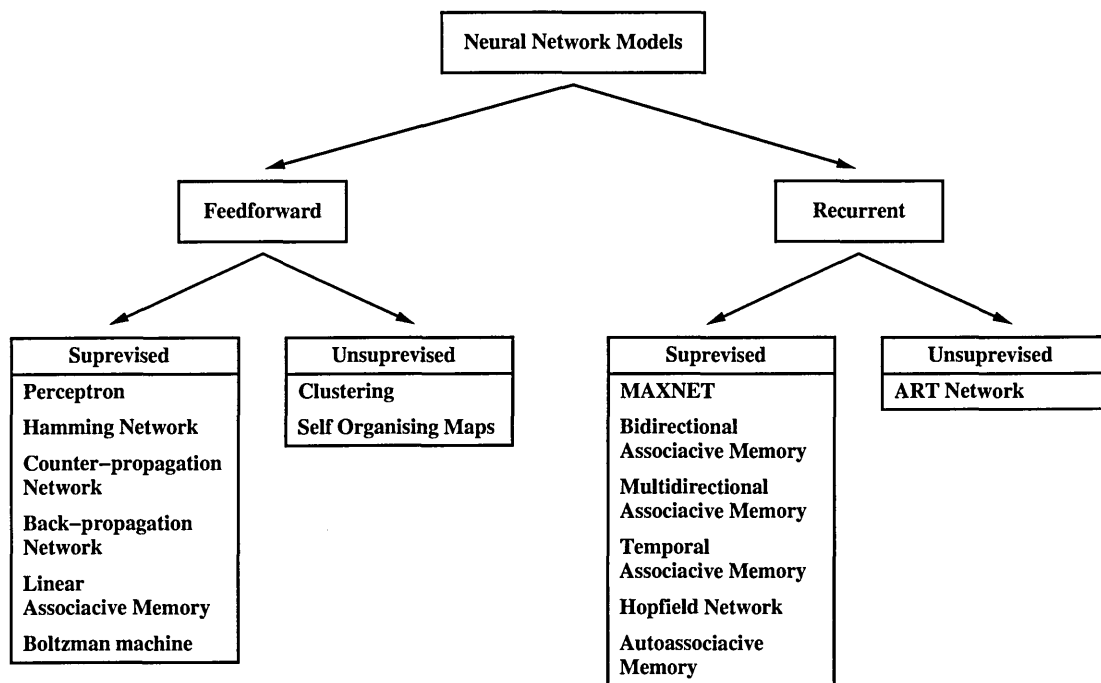 Neural Network Models
Feedforward
Recurrent
Suprevised
Perceptron
Hamming Network
Counter-propagation
Network
Back-propagation
Network
Linear
Associacive Memory
Boltzman machine
Unsuprevised
Clustering
Self Organising Maps
Suprevised
MAXNET
Bidirectional
Associacive Memory
Multidirectional
Associacive Memory
Temporal
Associacive Memory
Hopfield Network
Autoassociacive
Memory
Unsuprevised
ART Network